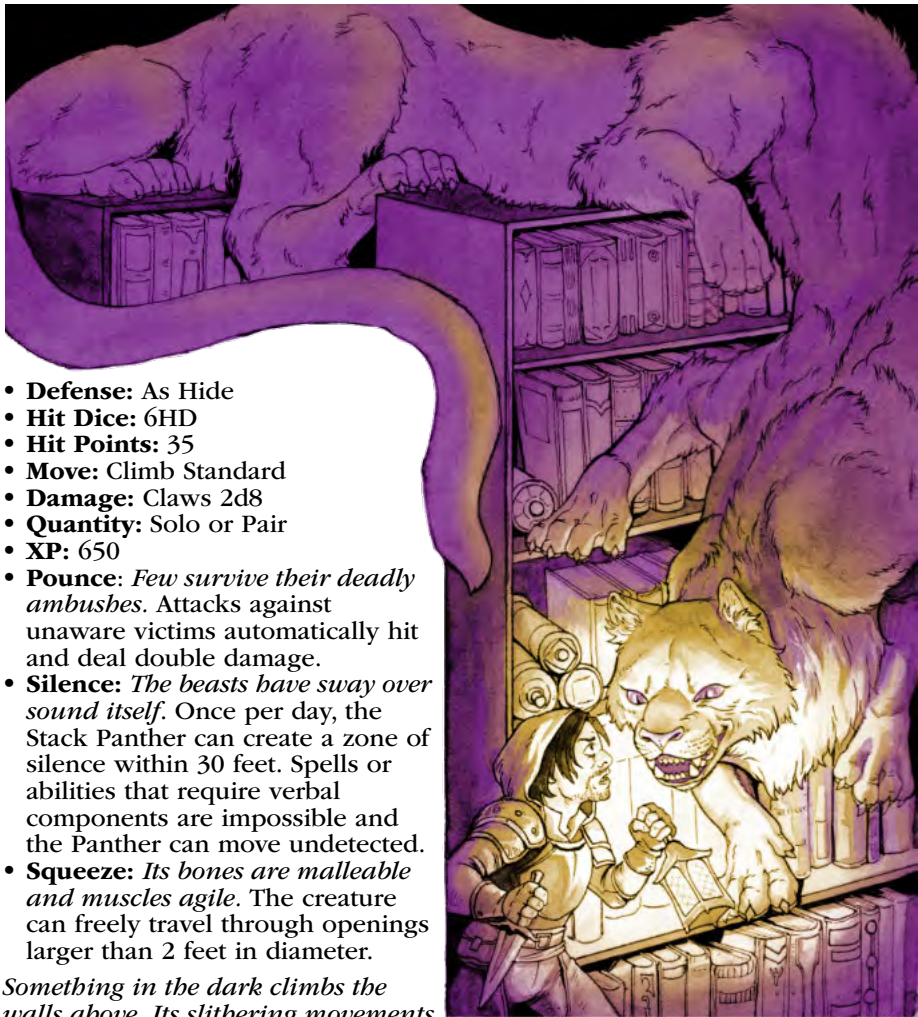 • Defense: As Hide
• Hit Dice: 6HD
• Hit Points: 35
• Move: Climb Standard
• Damage: Claws 2d8
• Quantity: Solo or Pair
• XP: 650
• Pounce: Few survive their deadly
ambushes. Attacks against
unaware victims automatically hit
and deal double damage.
• Silence: The beasts have sway over
sound itself. Once per day, the
Stack Panther can create a zone of
silence within 30 feet. Spells or
abilities that require verbal
components are impossible and
the Panther can move undetected.
• Squeeze: Its bones are malleable
and muscles agile. The creature
can freely travel through openings
larger than 2 feet in diameter.
Something in the dark climbs the
walls above. Its slithering movements